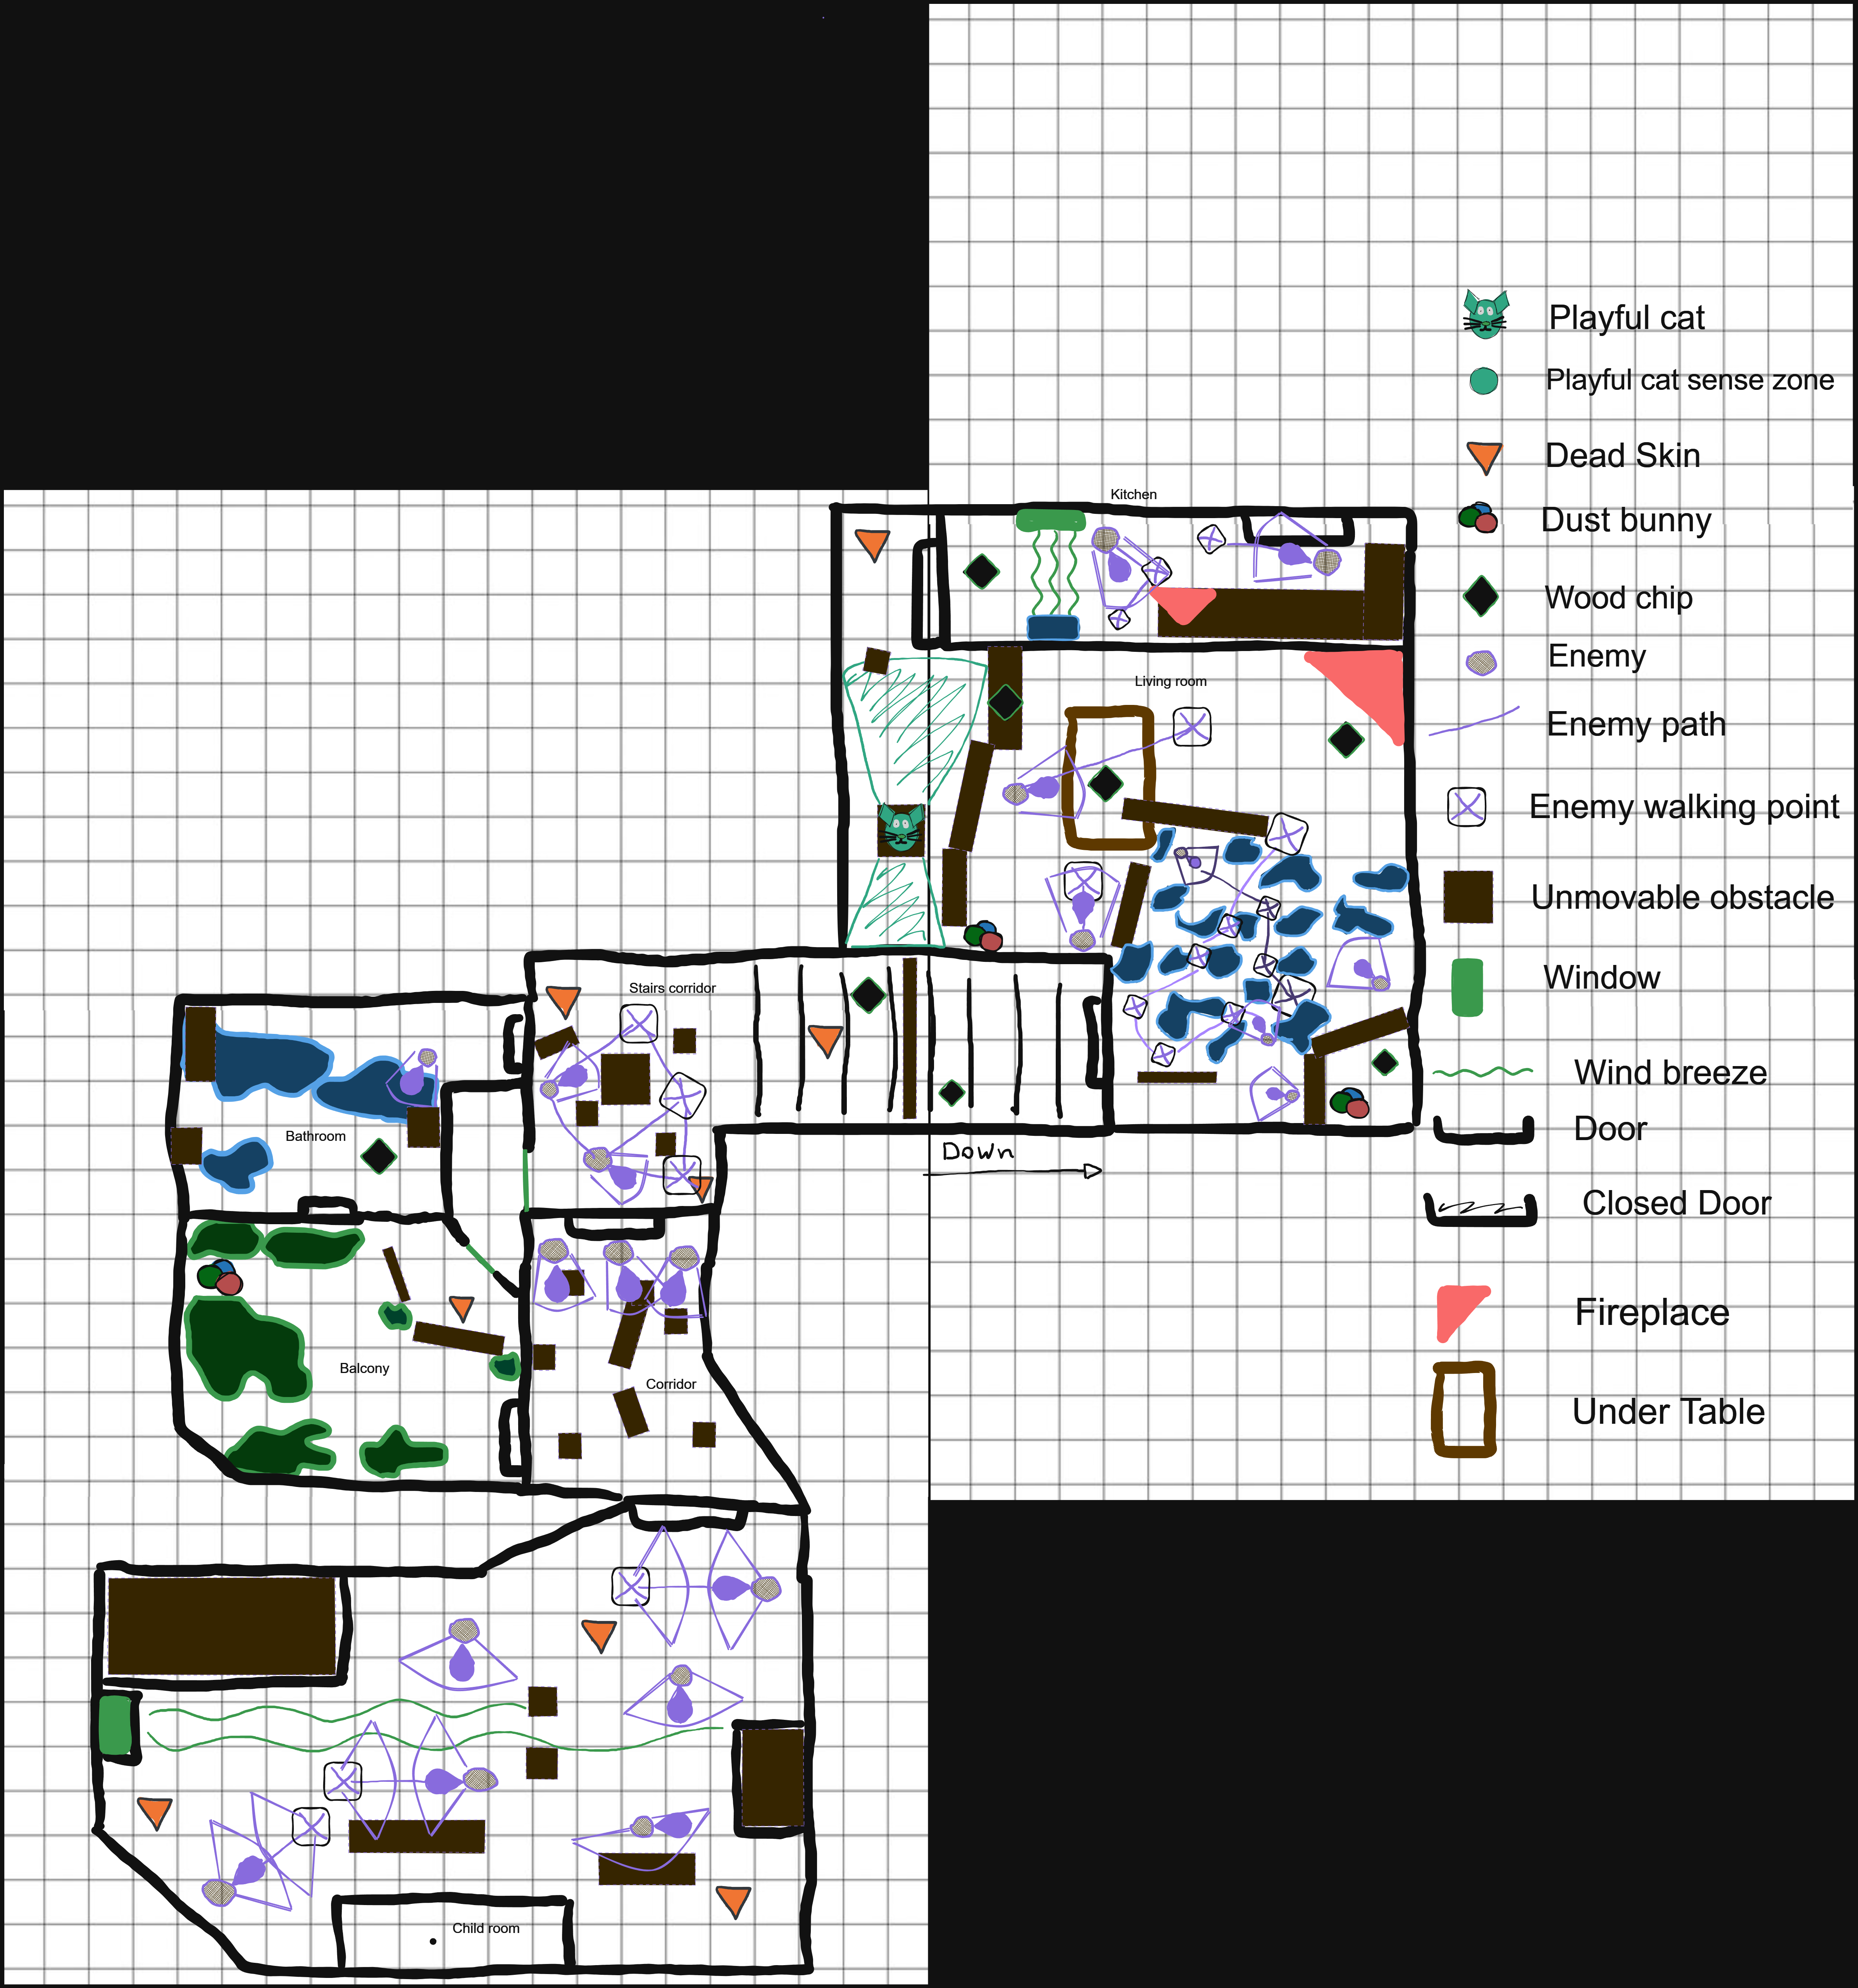 Kitchen
Living room
Stairs corridor
Down
Bathroom
Balcony
Corridor
Child room
Playful cat
Playful cat sense zone
Dead Skin
Dust bunny
Wood chip
Enemy
Enemy path
Enemy walking point
Unmovable obstacle
Window
Wind breeze
Door
Closed Door
Fireplace
Under Table